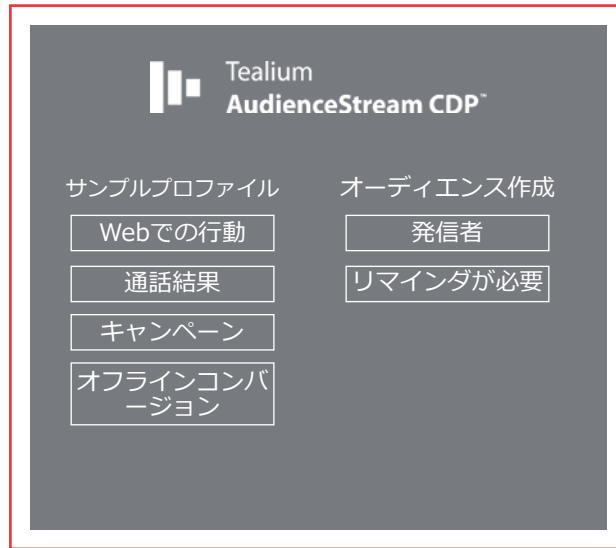 Tealium
AudienceStream CDP™
サンプルプロファイル
Webでの行動
通話結果
キャンペーン
オフラインコンバ
ージョン
オーディエンス作成
発信者
リマインダが必要